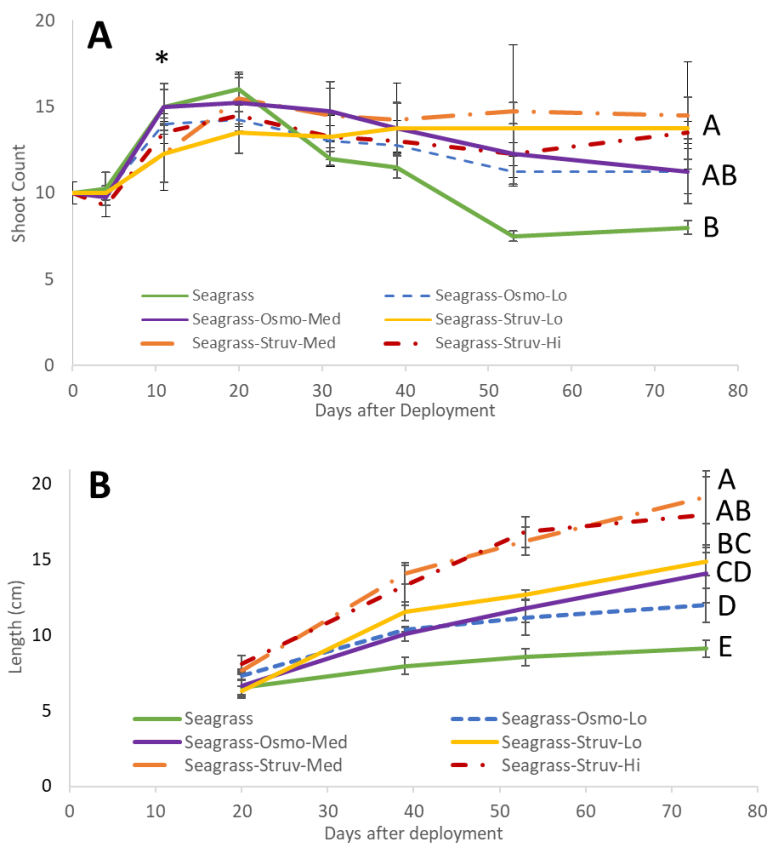 A
*
20
15
10
5
0
Shoot Count
A
AB
B
Seagrass
Seagrass-Osmo-Lo
Seagrass-Osmo-Med
Seagrass-Struv-Lo
Seagrass-Struv-Med
Seagrass-Struv-Hi
0 10 20 30 40 50 60 70 80
Days after Deployment
B
20
15
10
5
0
Length (cm)
A
AB
BC
CD
D
E
Seagrass
Seagrass-Osmo-Lo
Seagrass-Osmo-Med
Seagrass-Struv-Lo
Seagrass-Struv-Med
Seagrass-Struv-Hi
0 10 20 30 40 50 60 70 80
Days after deployment